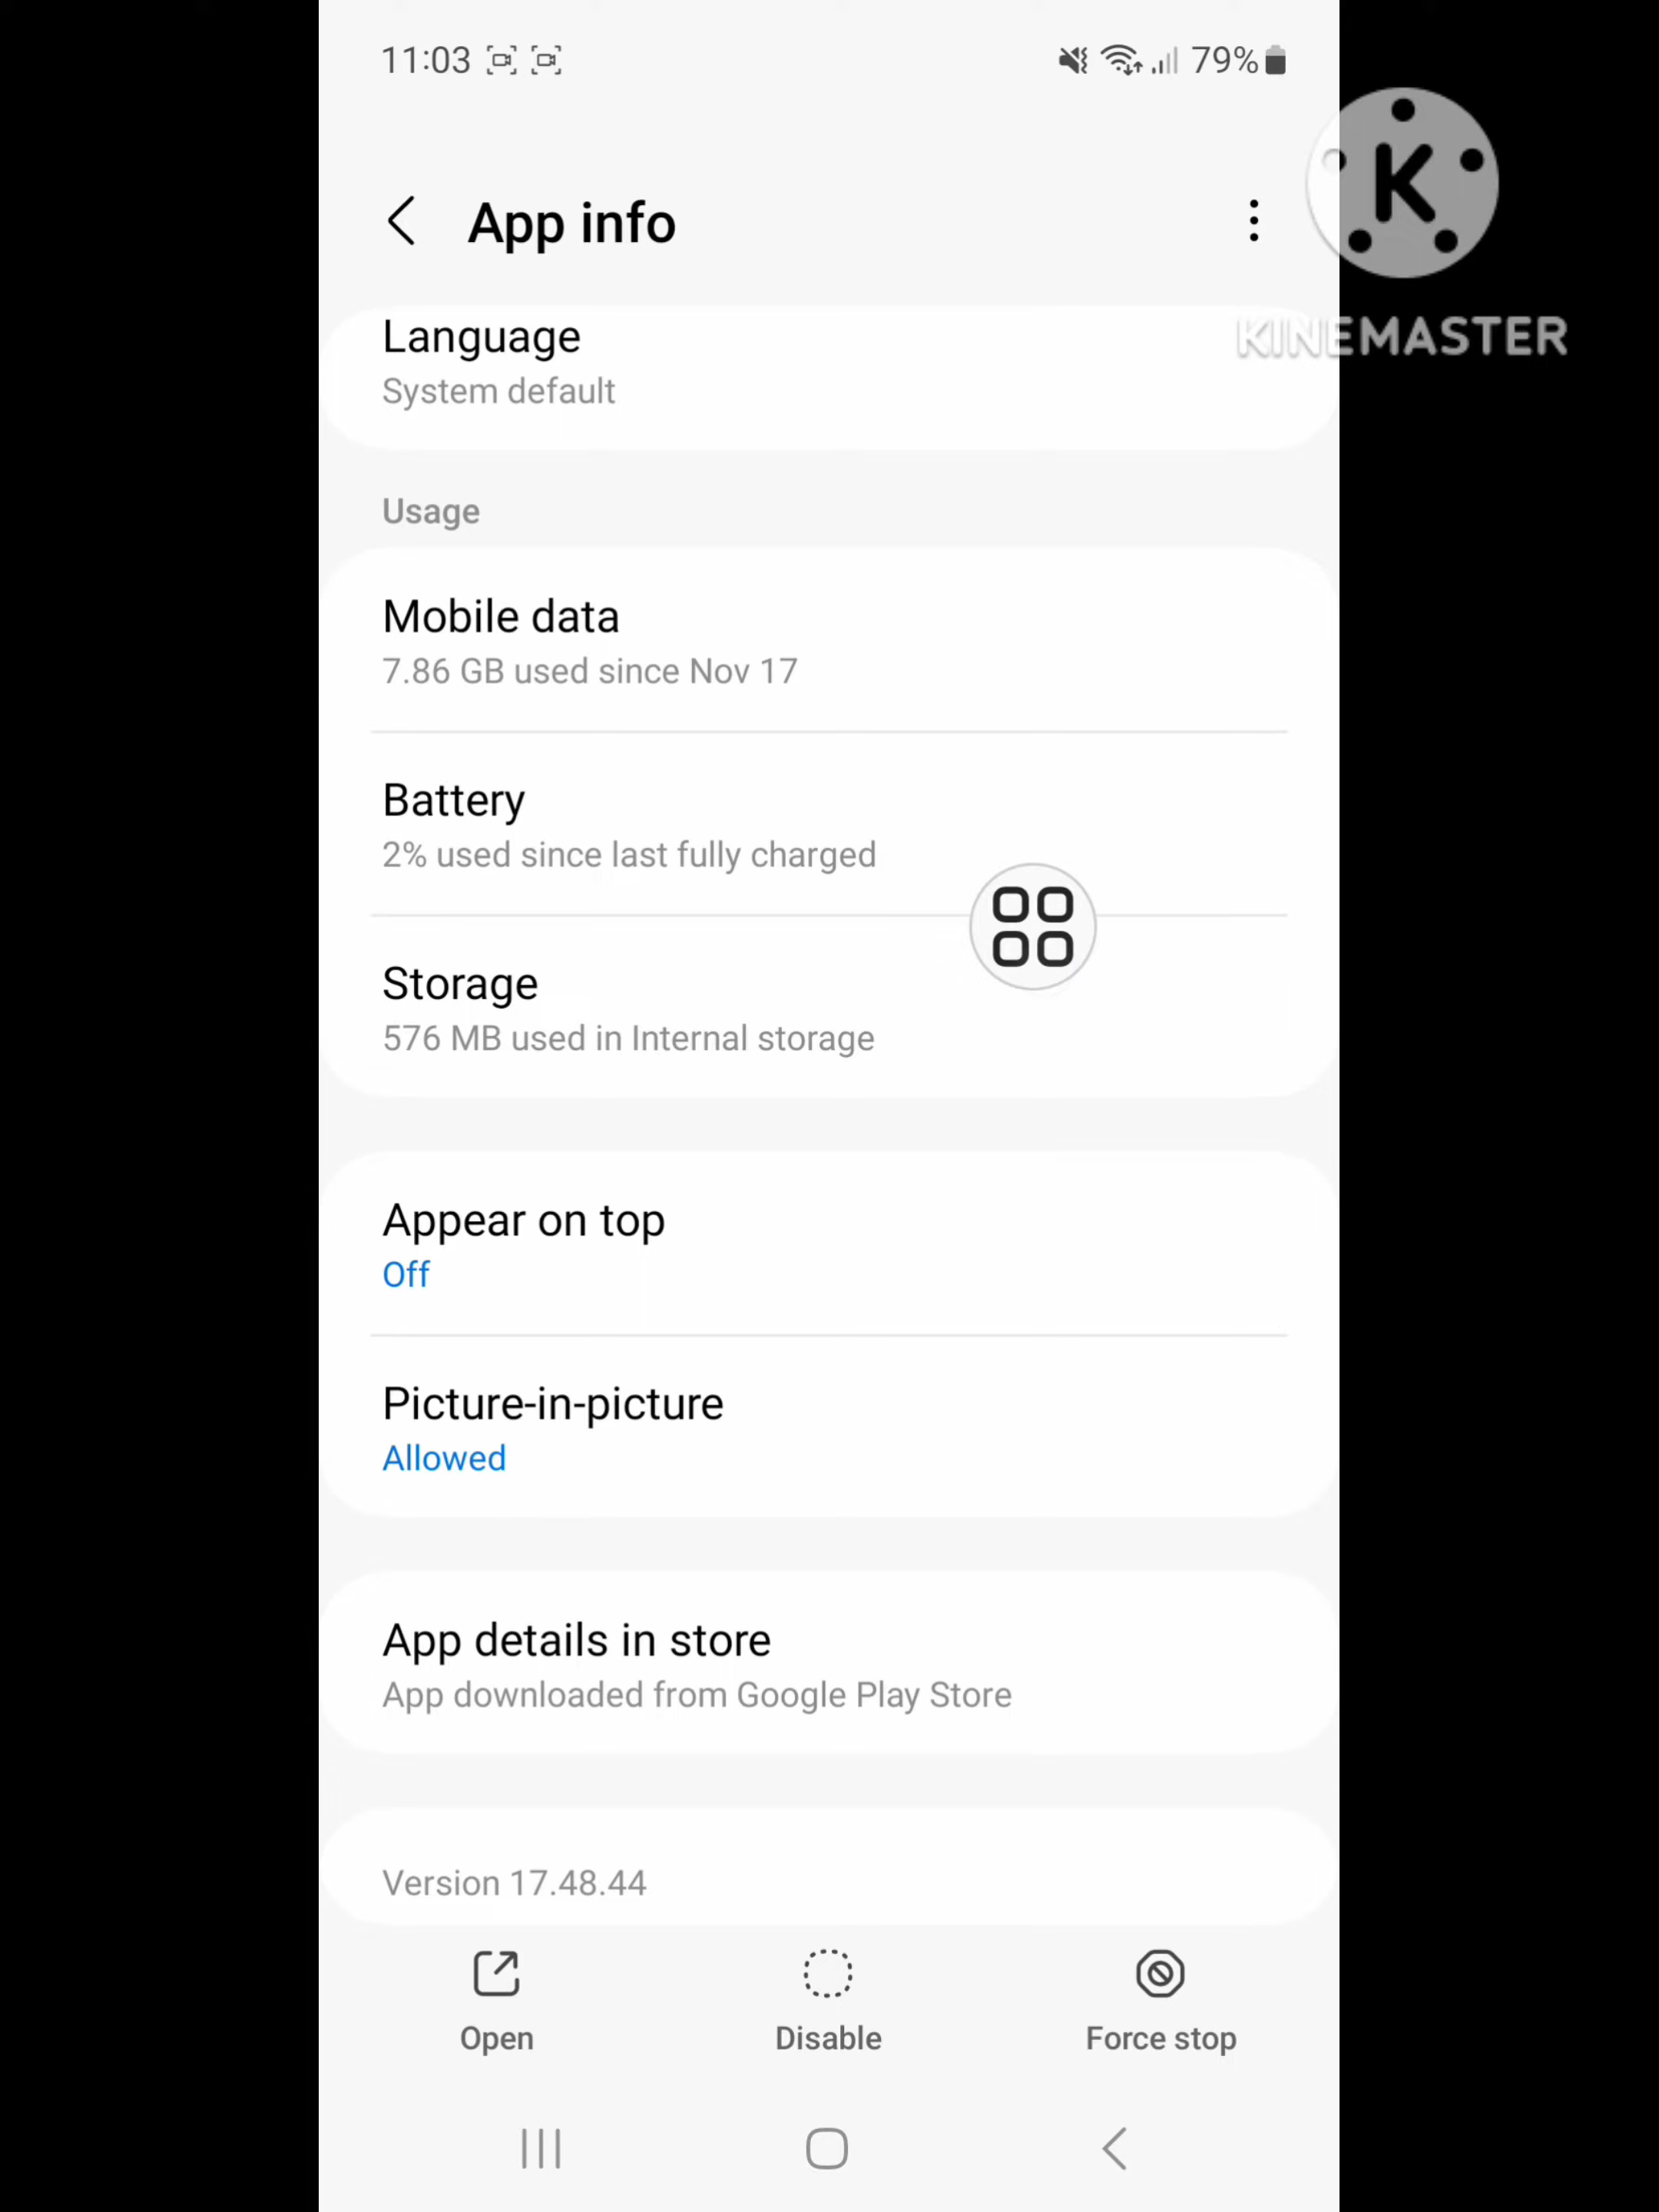 11:03
79%
K
KINEMASTER
App info
Language
System default
Usage
Mobile data
7.86 GB used since Nov 17
Battery
2% used since last fully charged
Storage
576 MB used in Internal storage
Appear on top
Off
Picture-in-picture
Allowed
App details in store
App downloaded from Google Play Store
Version 17.48.44
Open
Disable
Force stop